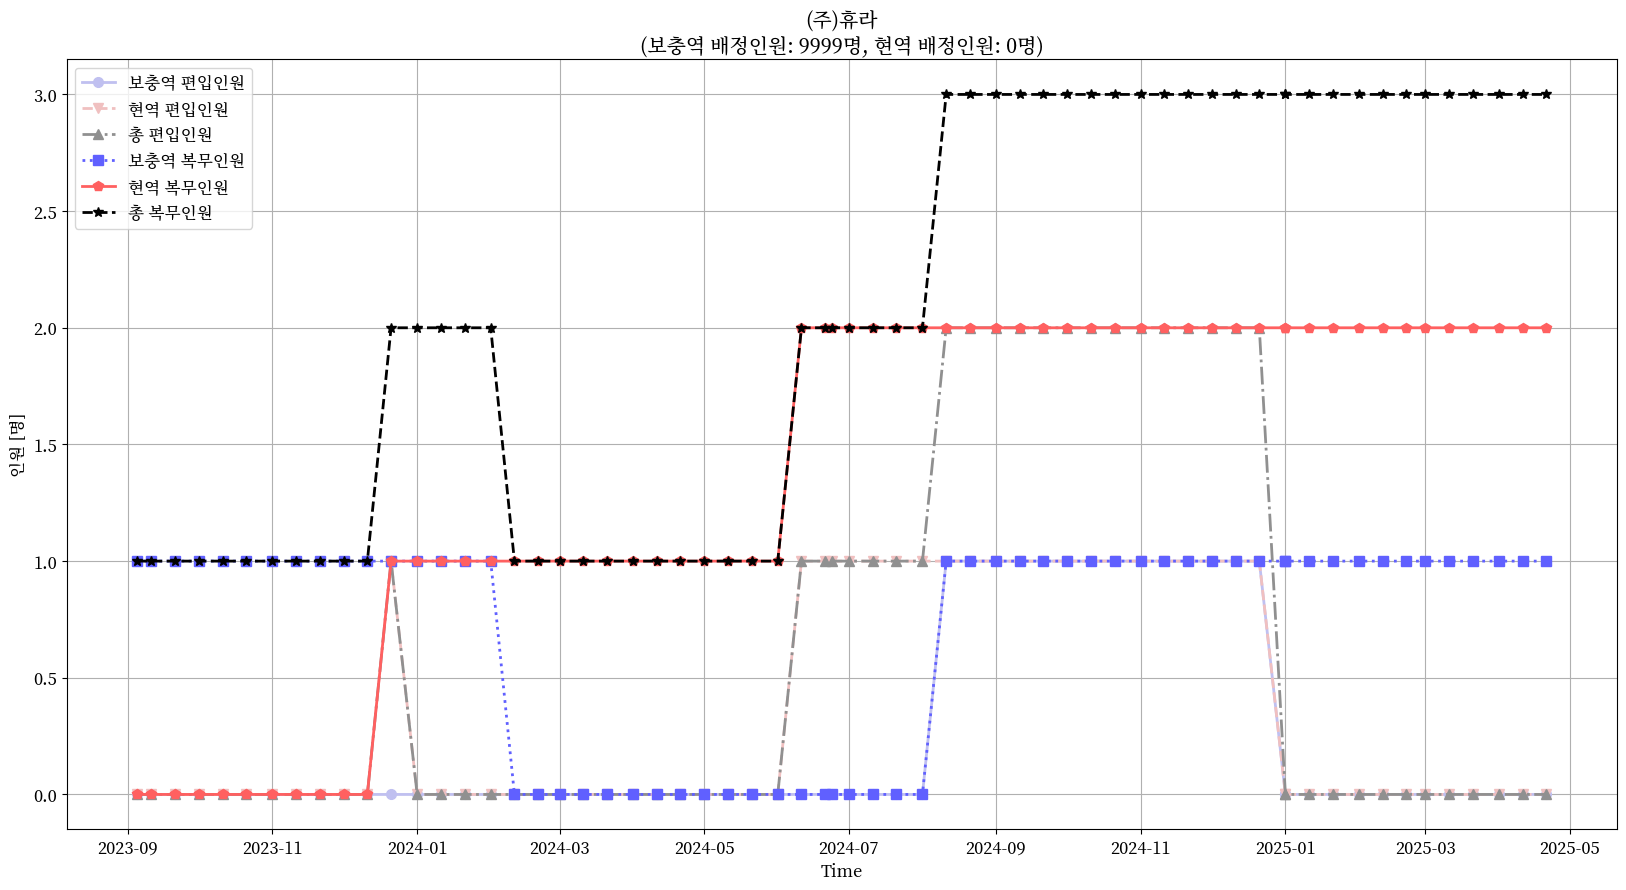 (주)휴라
(보충역 배정인원: 9999명, 현역 배정인원: 0명)
보충역 편입인원
현역 편입인원
총 편입인원
보충역 복무인원
현역 복무인원
총 복무인원
3.0
2.5
2.0
1.5
1.0
0.5
0.0
인원 [명]
2023-09
2023-11
2024-01
2024-03
2024-05
2024-07
2024-09
2024-11
2025-01
2025-03
2025-05
Time